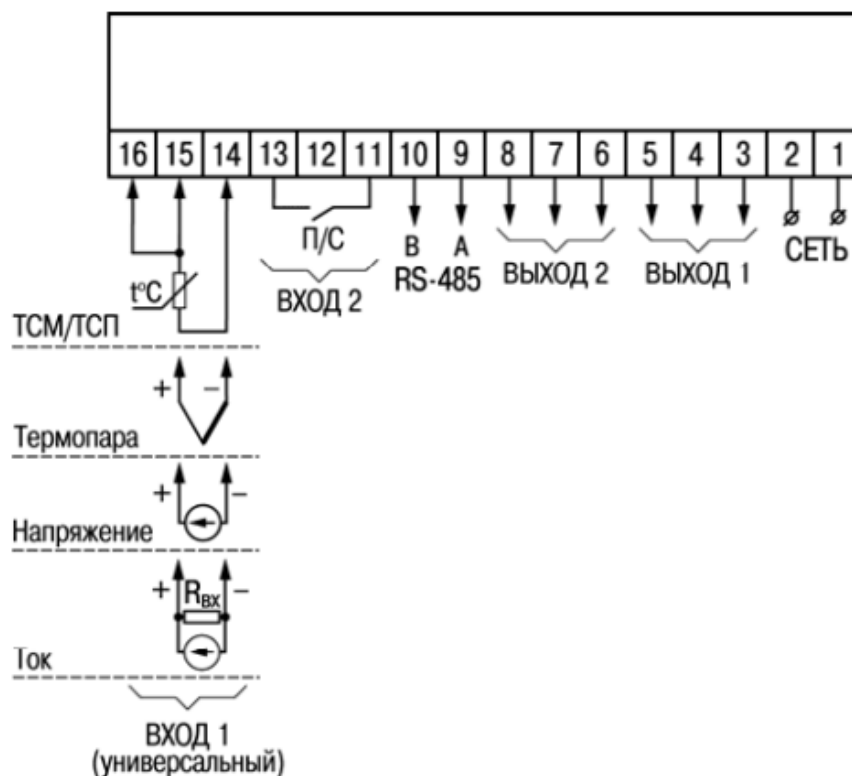 16 15 14 13 12 11 10 9 8 7 6 5 4 3 2 1
П/С
В А
RS-485
ВХОД 2
ВЫХОД 2
ВЫХОД 1
СЕТЬ
t°C
ТСМ/ТСП
+ −
Термопара
+ −
Напряжение
+ Rвх −
Ток
ВХОД 1
(универсальный)